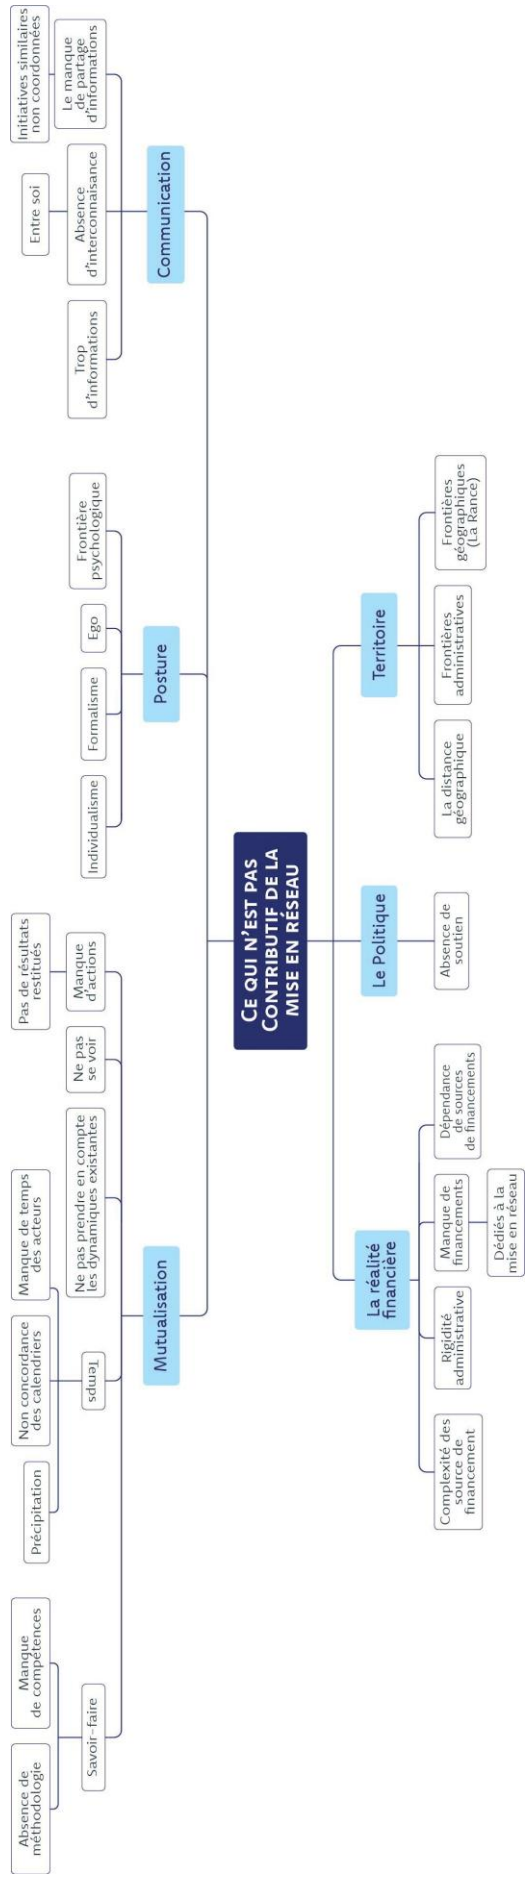 Absence de
méthodologie
Manque
de compétences
Précipitation
Non concordance
des calendriers
Manque de temps
des acteurs
Pas de résultats
restitués
Entre soi
Initiatives similaires
non coordonnées
Savoir-faire
Temps
Ne pas prendre en compte
les dynamiques existantes
Ne pas
se voir
Manque
d'actions
Individualisme
Formalisme
Ego
Frontière
psychologique
Trop
d'informations
Absence
d'interconnaisance
Le manque
de partage
d'informations
Mutualisation
Posture
Communication
CE QUI N'EST PAS
CONTRIBUTIF DE LA
MISE EN RÉSEAU
La réalité
financière
Le Politique
Territoire
Complexité des
source de
financement
Rigidité
administrative
Manque de
financements
Dépendance
de sources
de financements
Absence de
soutien
La distance
géographique
Frontières
administratives
Frontières
géographiques
(La Rance)
Dédiés à la
mise en réseau